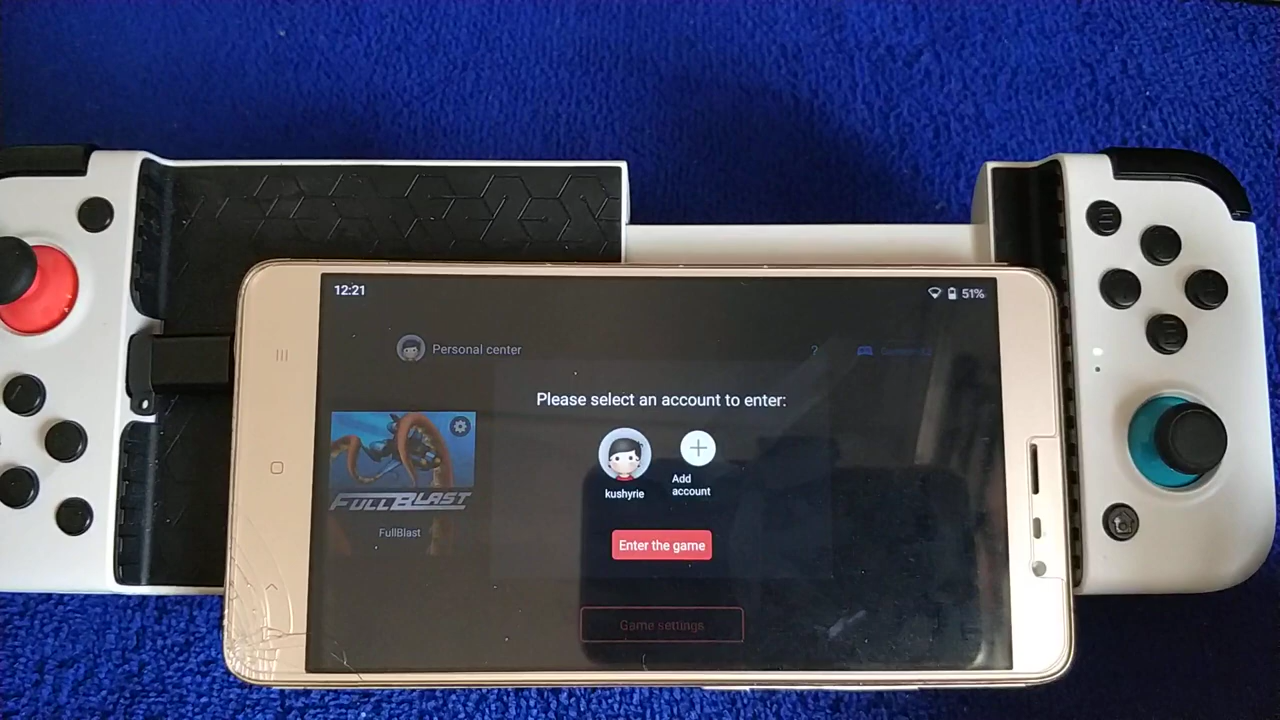 12:21
51%
Personal center
?
Please select an account to enter:
kushyrie
Add
account
FULLBLAST
FullBlast
Enter the game
Game settings